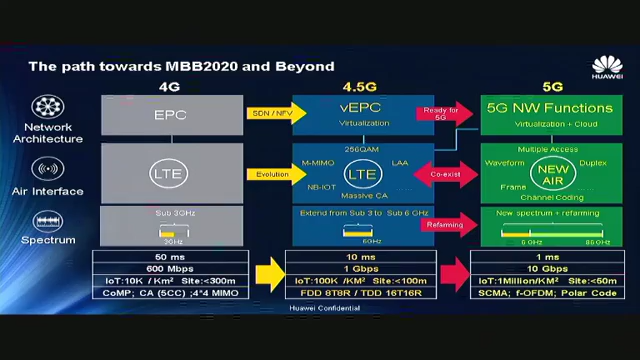 The path towards MBB2020 and Beyond
HUAWEI
4G
4.5G
5G
Network
Architecture
EPC
SDN / NFV
vEPC
Virtualization
Ready for
5G
5G NW Functions
Virtualization + Cloud
Air Interface
LTE
Evolution
256QAM
M-MIMO
LAA
LTE
NB-IOT
......
Massive CA
Co-exist
Multiple Access
Waveform
Duplex
NEW
AIR
Frame
......
Channel Coding
Spectrum
Sub 3GHz
3GHz
Extend from Sub 3 to Sub 6 GHz
6GHz
Refarming
New spectrum + refarming
6 GHz
86 GHz
50 ms
600 Mbps
IoT:10K / Km² Site:<300m
CoMP; CA (5CC) ;4*4 MIMO
10 ms
1 Gbps
IoT:100K /KM² Site:<100m
FDD 8T8R / TDD 16T16R
1 ms
10 Gbps
IoT:1Million/KM² Site:<50m
SCMA; f-OFDM; Polar Code
Huawei Confidential